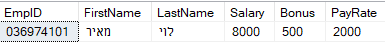 EmpID FirstName LastName Salary Bonus PayRate
036974101 מאיר לוי 8000 500 2000